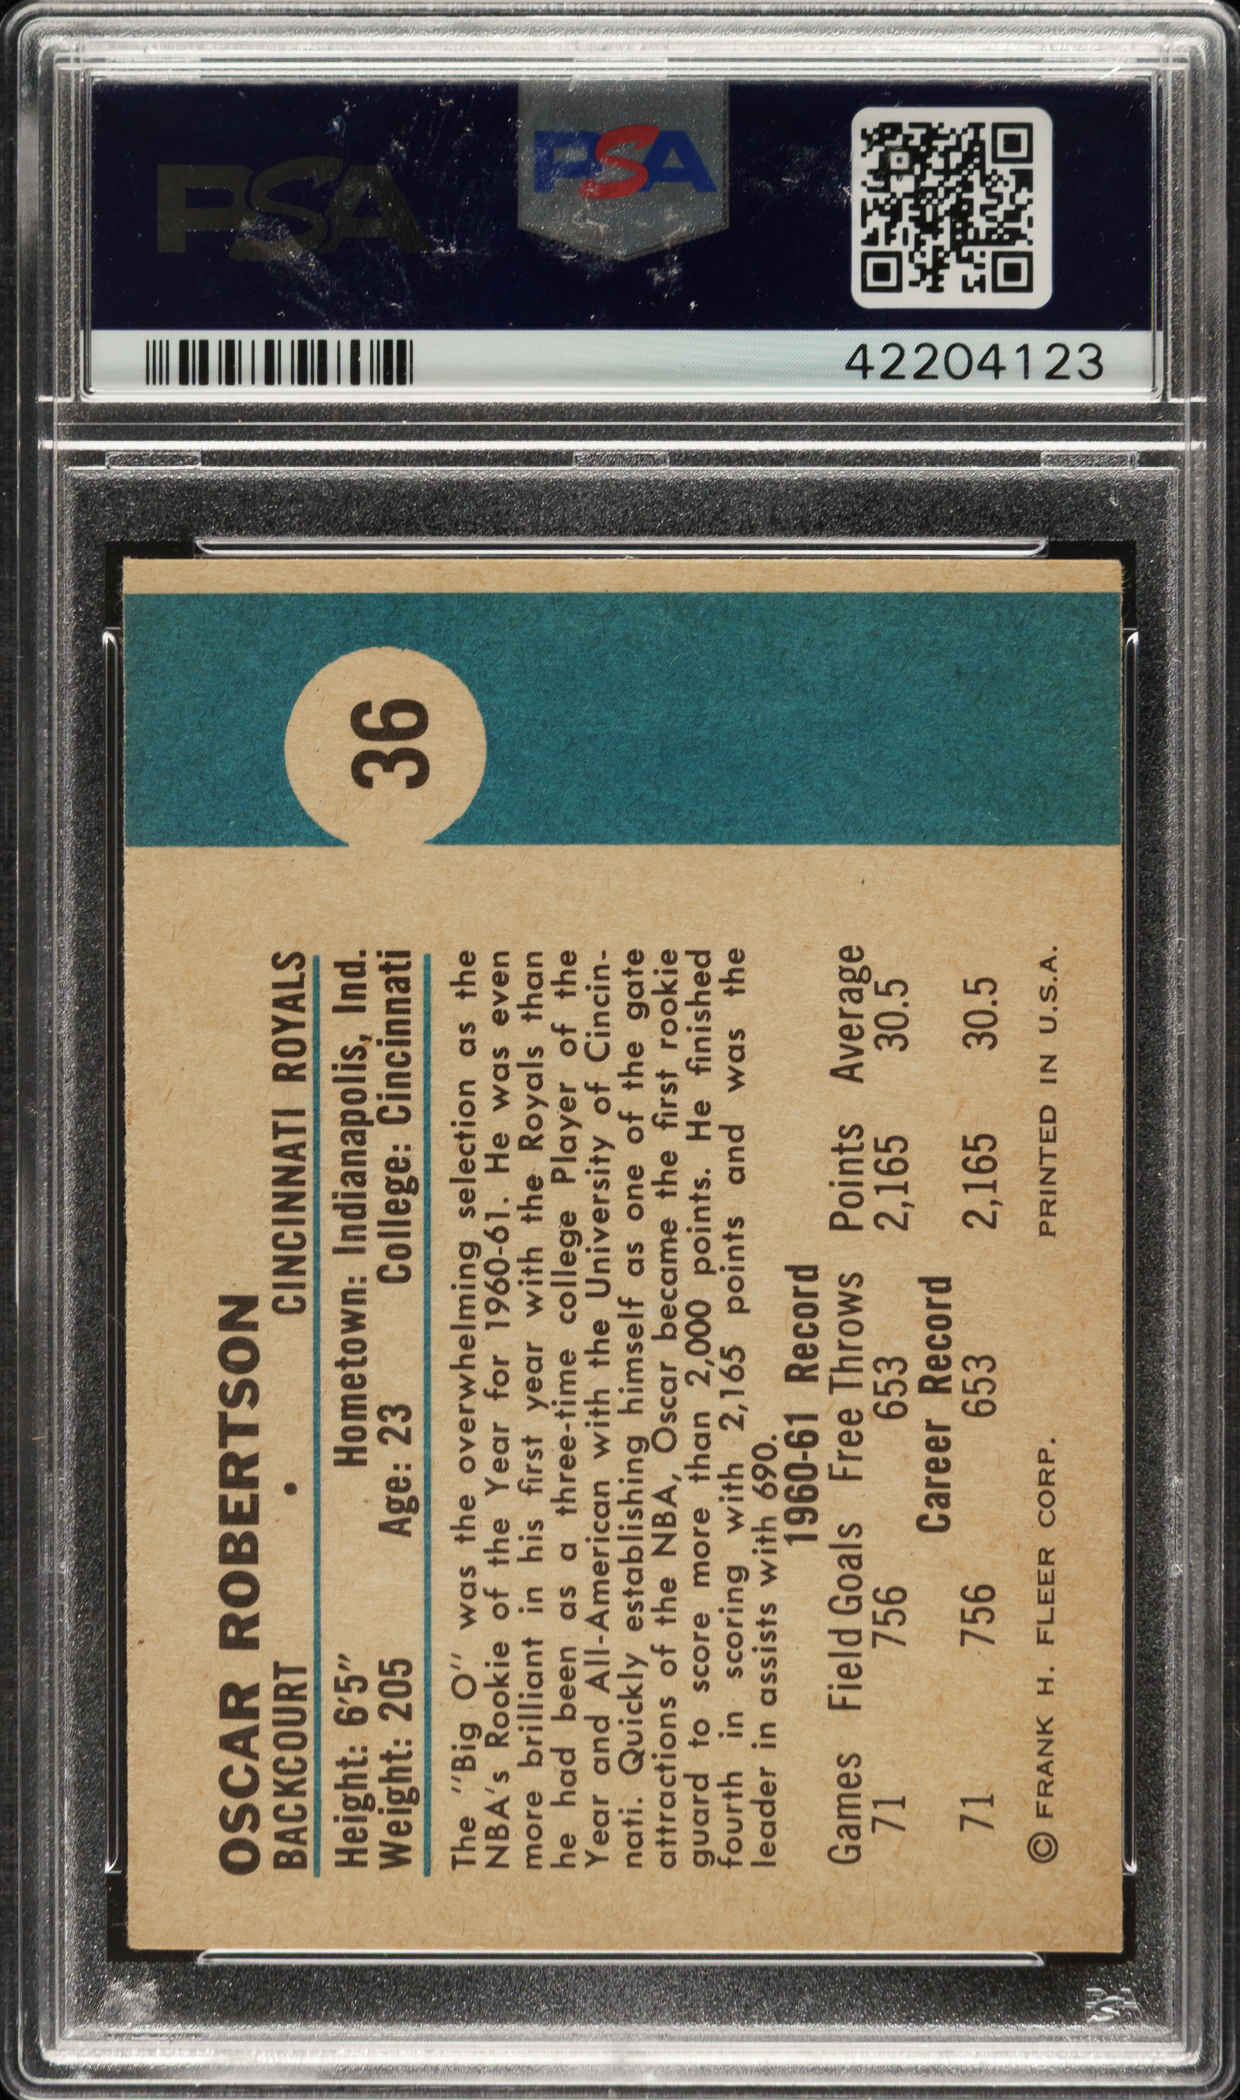 PSA
PSA
42204123
36
OSCAR ROBERTSON
BACKCOURT • CINCINNATI ROYALS
Height: 6'5" Hometown: Indianapolis, Ind.
Weight: 205 Age: 23 College: Cincinnati
The "Big O" was the overwhelming selection as the
NBA's Rookie of the Year for 1960-61. He was even
more brilliant in his first year with the Royals than
he had been as a three-time college Player of the
Year and All-American with the University of Cincin-
nati. Quickly establishing himself as one of the gate
attractions of the NBA, Oscar became the first rookie
guard to score more than 2,000 points. He finished
fourth in scoring with 2,165 points and was the
leader in assists with 690.
1960-61 Record
Games Field Goals Free Throws Points Average
71 756 653 2,165 30.5
Career Record
71 756 653 2,165 30.5
© FRANK H. FLEER CORP. PRINTED IN U.S.A.
PSA